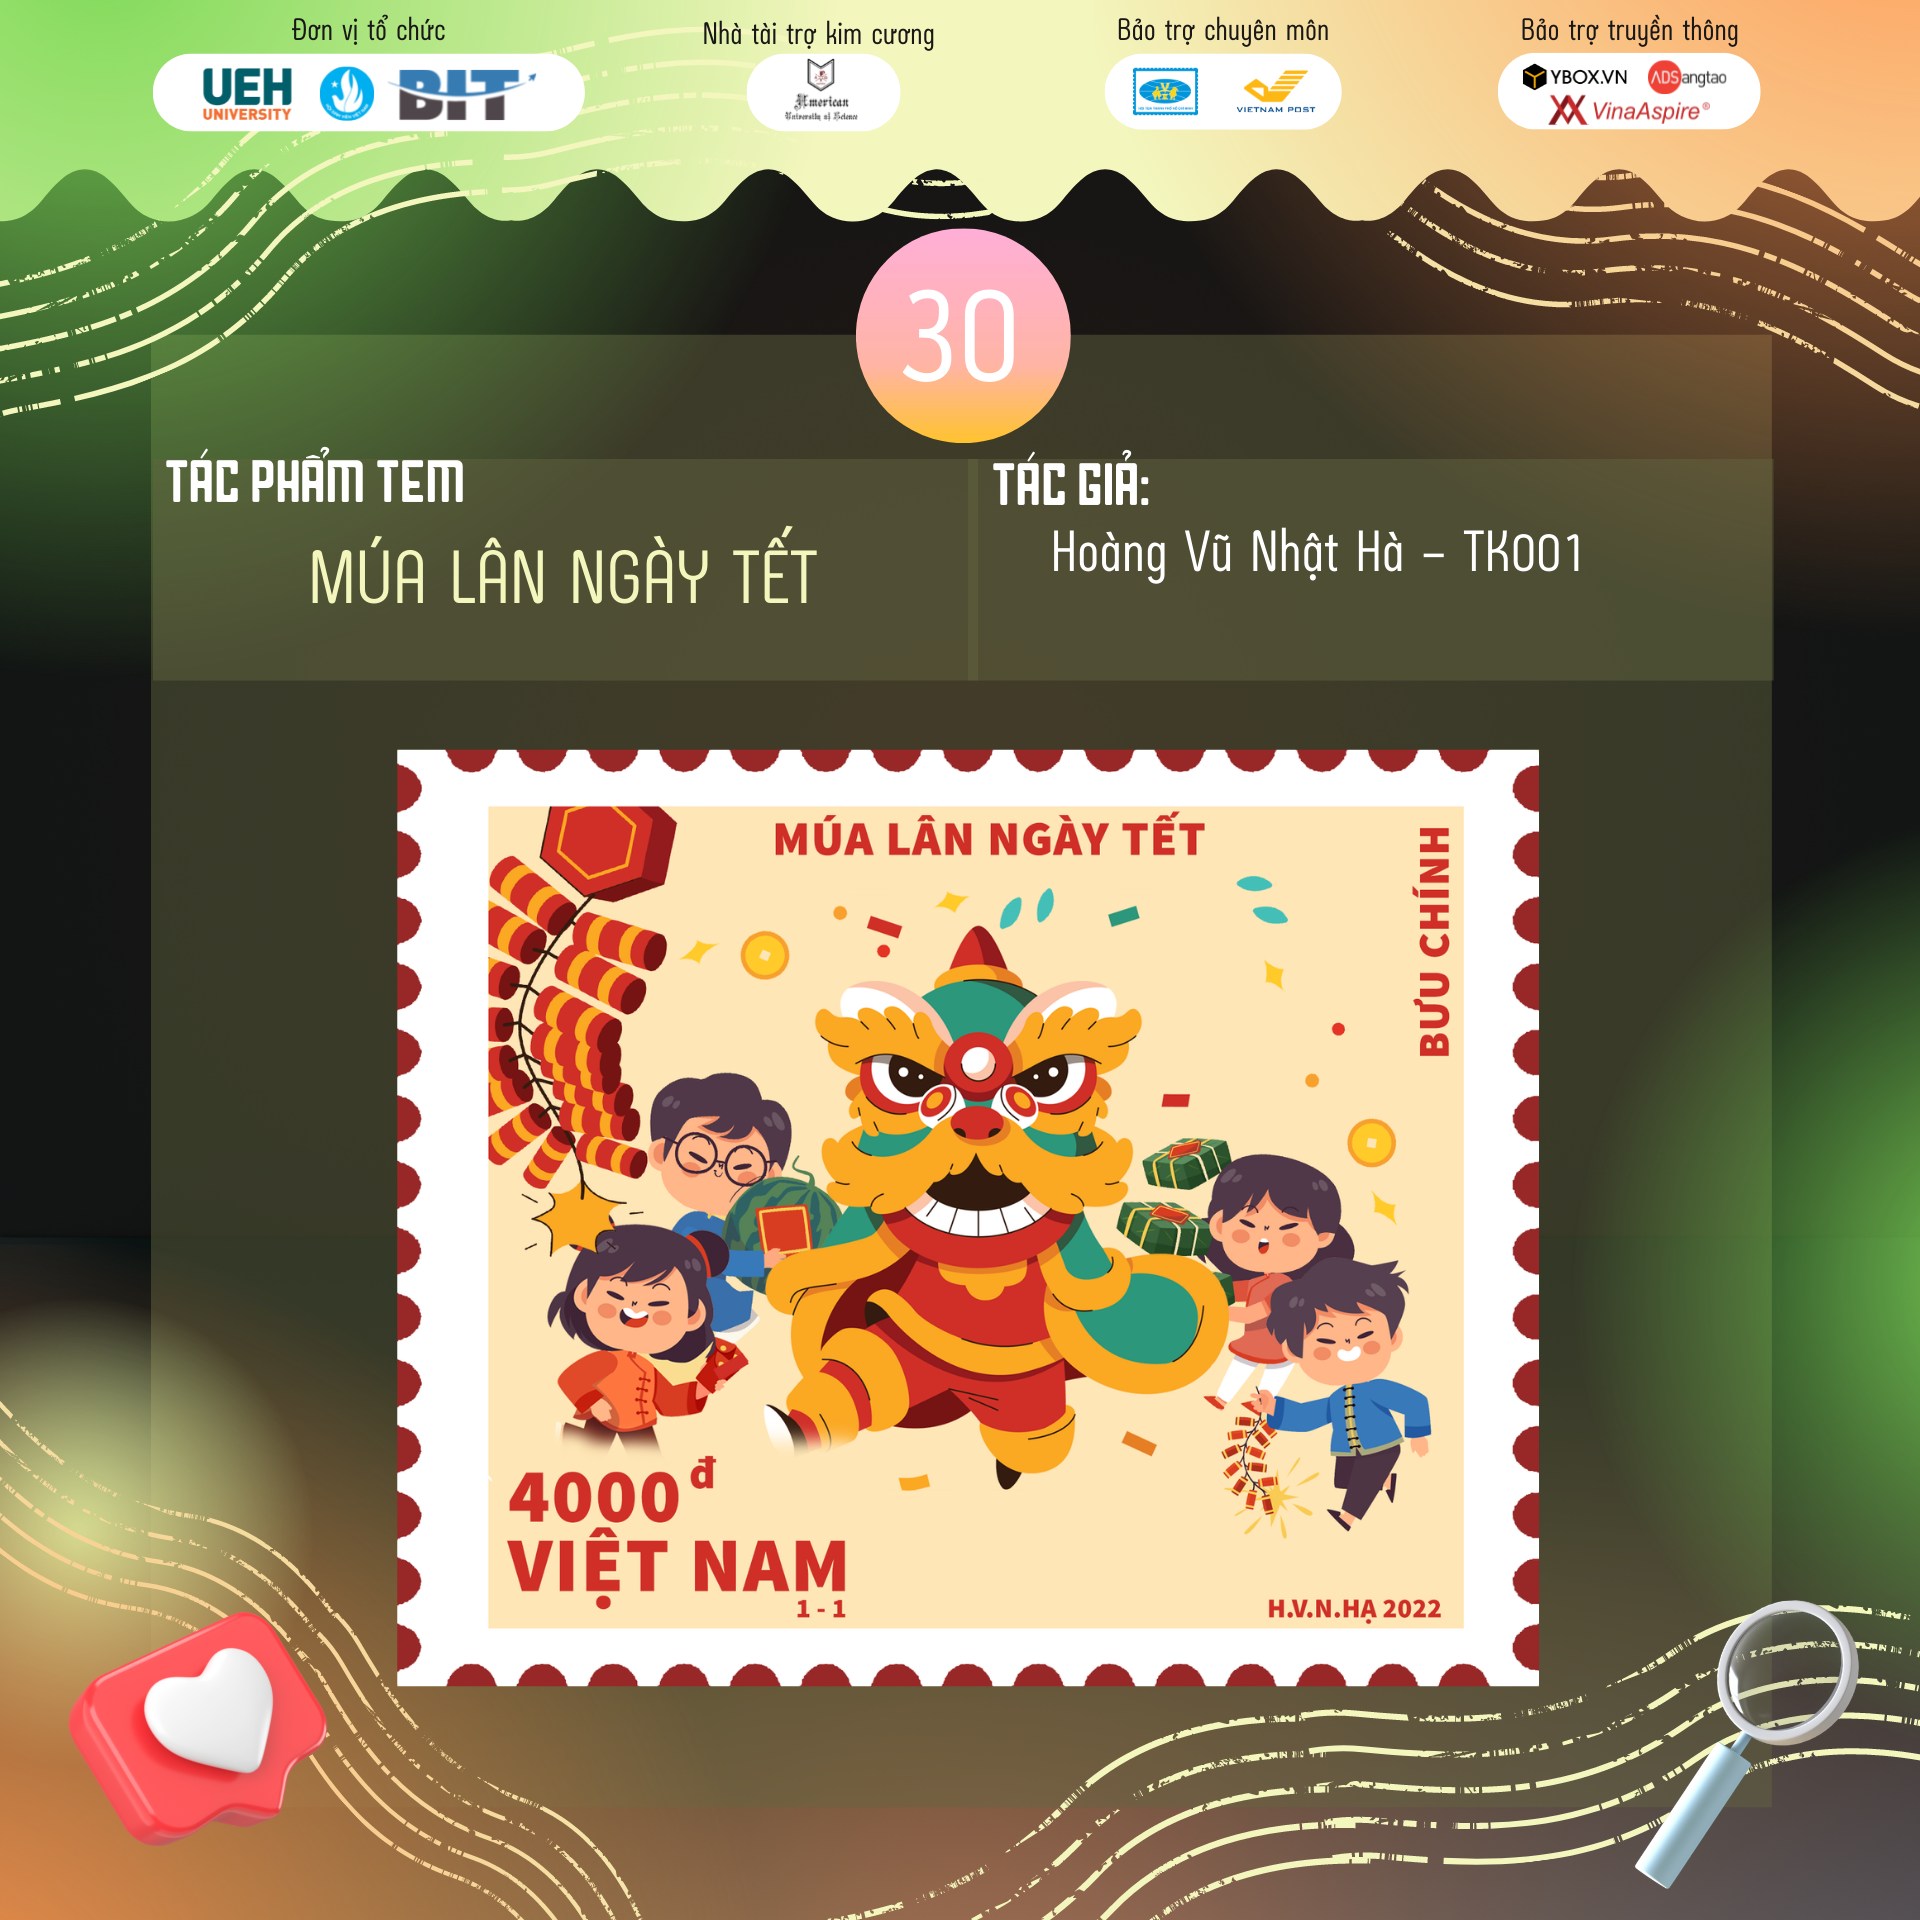 Đơn vị tổ chức
Nhà tài trợ kim cương
Bảo trợ chuyên môn
Bảo trợ truyền thông
UEH
UNIVERSITY
BIT
American
University of Science
VIETNAM POST
YBOX.VN
ADSangtao
VinaAspire®
30
TÁC PHẨM TEM
MÚA LÂN NGÀY TẾT
TÁC GIẢ:
Hoàng Vũ Nhật Hà – TK001
MÚA LÂN NGÀY TẾT
BƯU CHÍNH
4000đ
VIỆT NAM
1 - 1
H.V.N.HẠ 2022